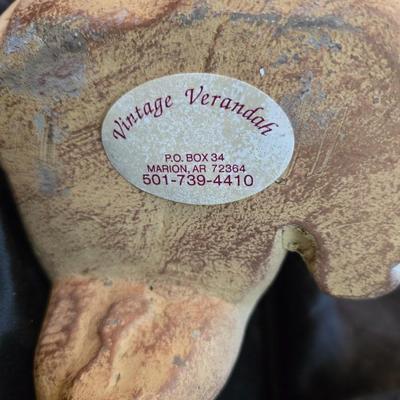 Vintage Verandah
P.O. BOX 34
MARION, AR 72364
501-739-4410